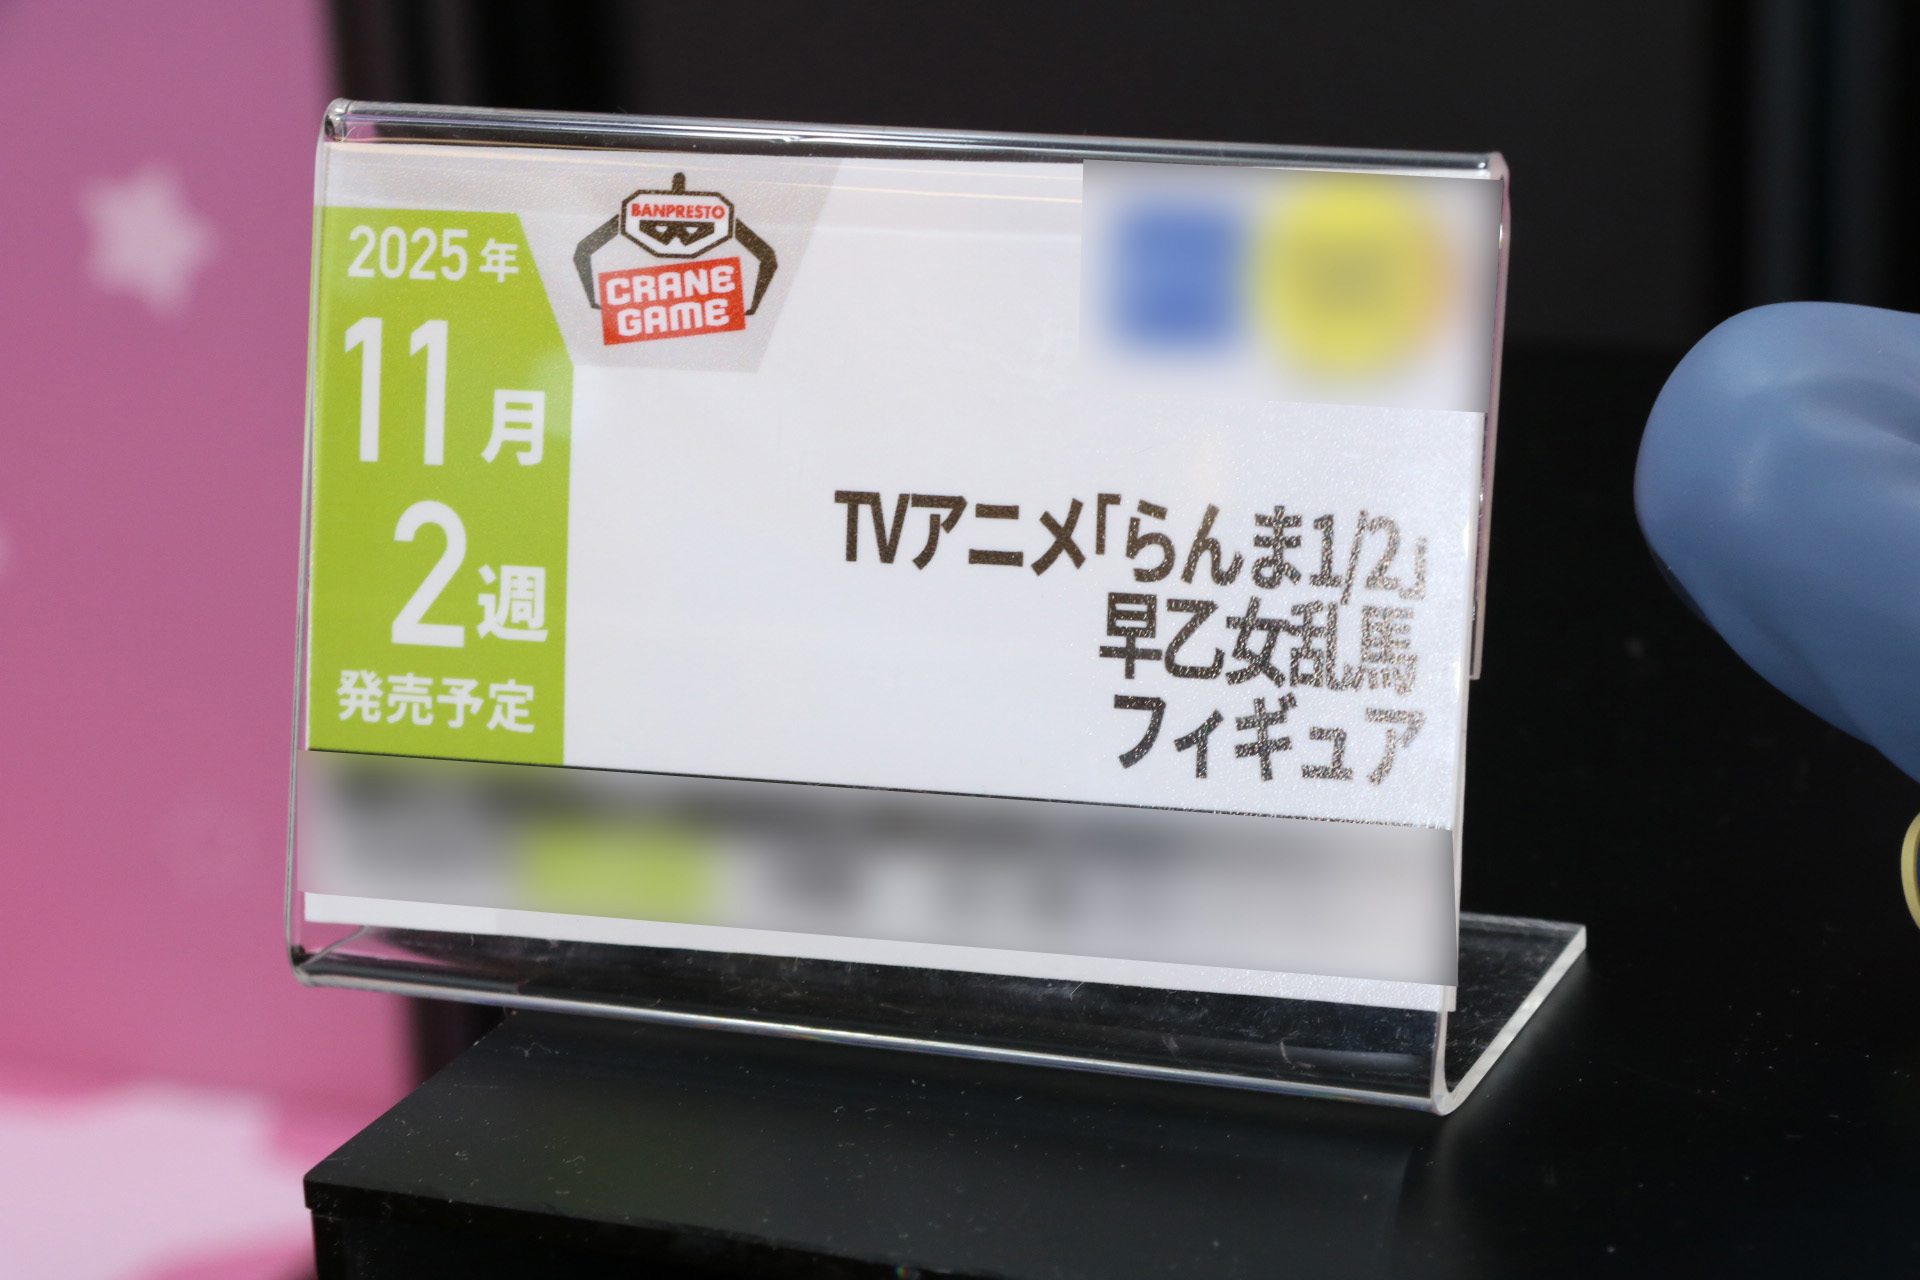 2025年
11月
2週
発売予定
BANPRESTO
CRANE
GAME
TVアニメ「らんま1/2」
早乙女乱馬
フィギュア